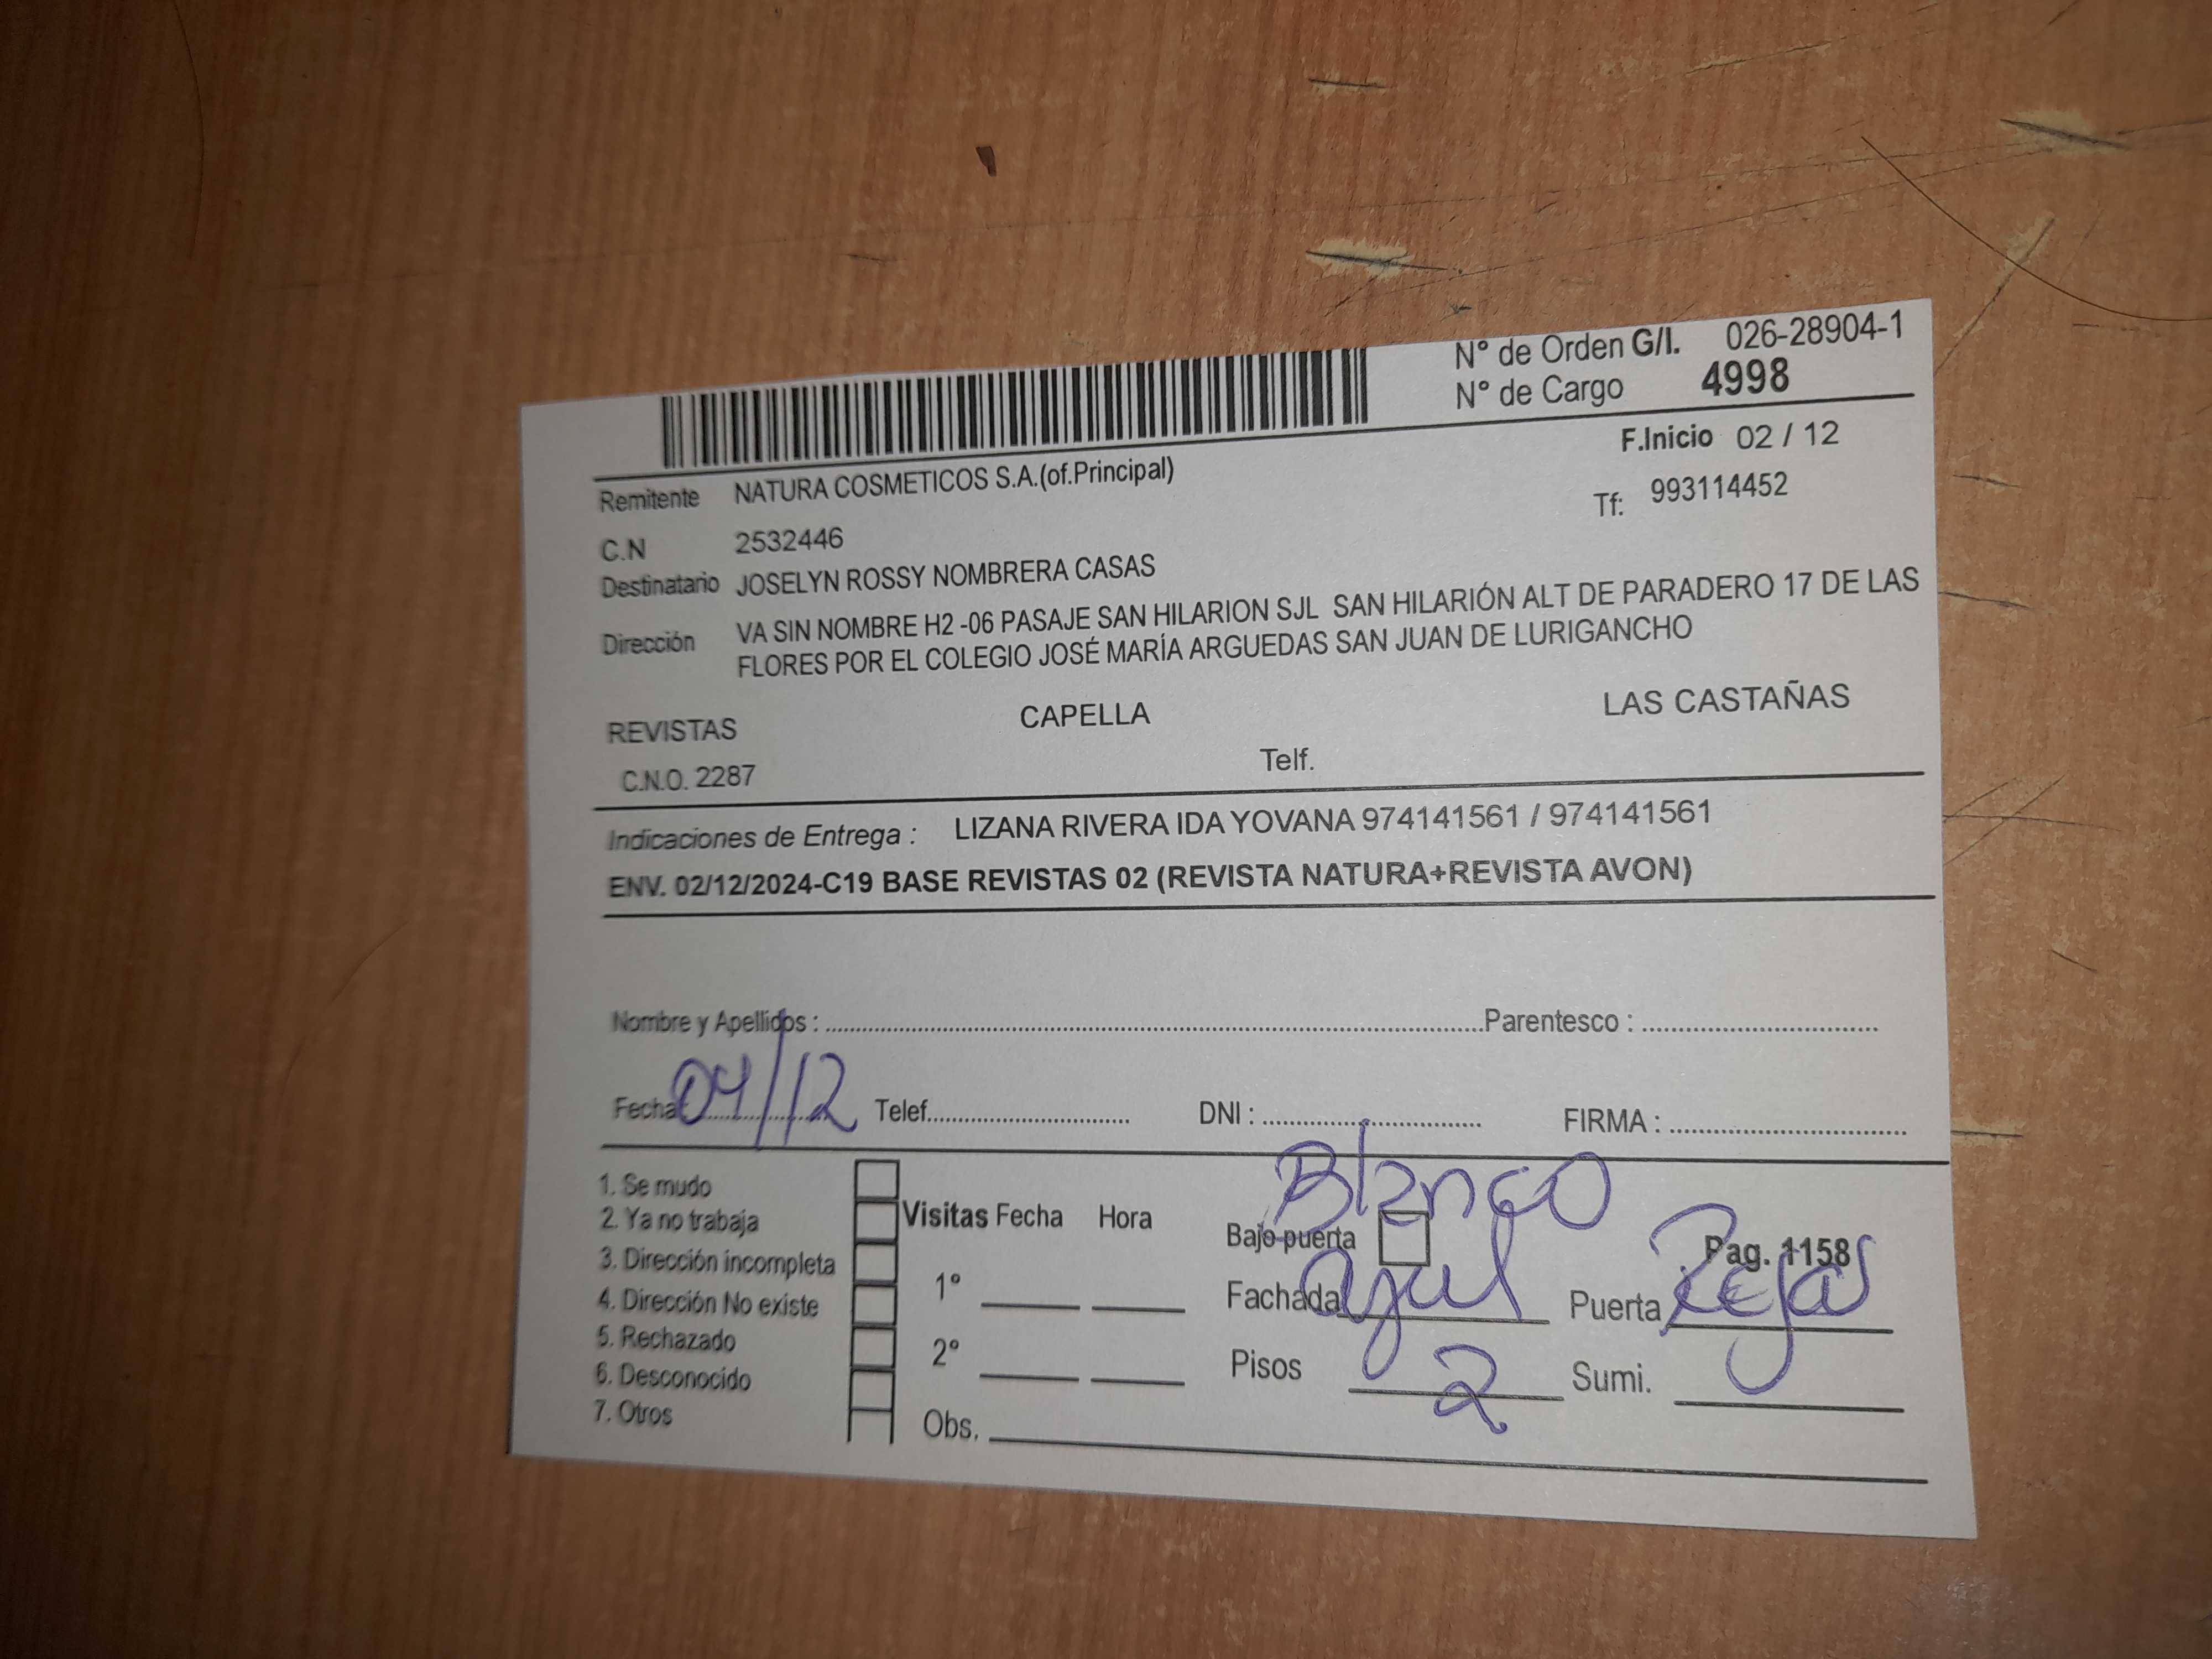 N° de Orden G/I. 026-28904-1
N° de Cargo 4998
F.Inicio 02 / 12
Remitente NATURA COSMETICOS S.A.(of.Principal)
Tf: 993114452
C.N 2532446
Destinatario JOSELYN ROSSY NOMBRERA CASAS
Dirección VA SIN NOMBRE H2 -06 PASAJE SAN HILARION SJL SAN HILARIÓN ALT DE PARADERO 17 DE LAS
FLORES POR EL COLEGIO JOSÉ MARÍA ARGUEDAS SAN JUAN DE LURIGANCHO
REVISTAS CAPELLA LAS CASTAÑAS
C.N.O. 2287 Telf.
Indicaciones de Entrega : LIZANA RIVERA IDA YOVANA 974141561 / 974141561
ENV. 02/12/2024-C19 BASE REVISTAS 02 (REVISTA NATURA+REVISTA AVON)
Nombre y Apellidos : Parentesco :
Fecha: 04/12 Telef. DNI : FIRMA :
1. Se mudo
2. Ya no trabaja
3. Dirección incompleta
4. Dirección No existe
5. Rechazado
6. Desconocido
7. Otros
Visitas Fecha Hora
1°
2°
Obs.
Blanco
Bajo puerta Pag. 1158
Fachada azul Puerta Rejas
Pisos 2 Sumi.